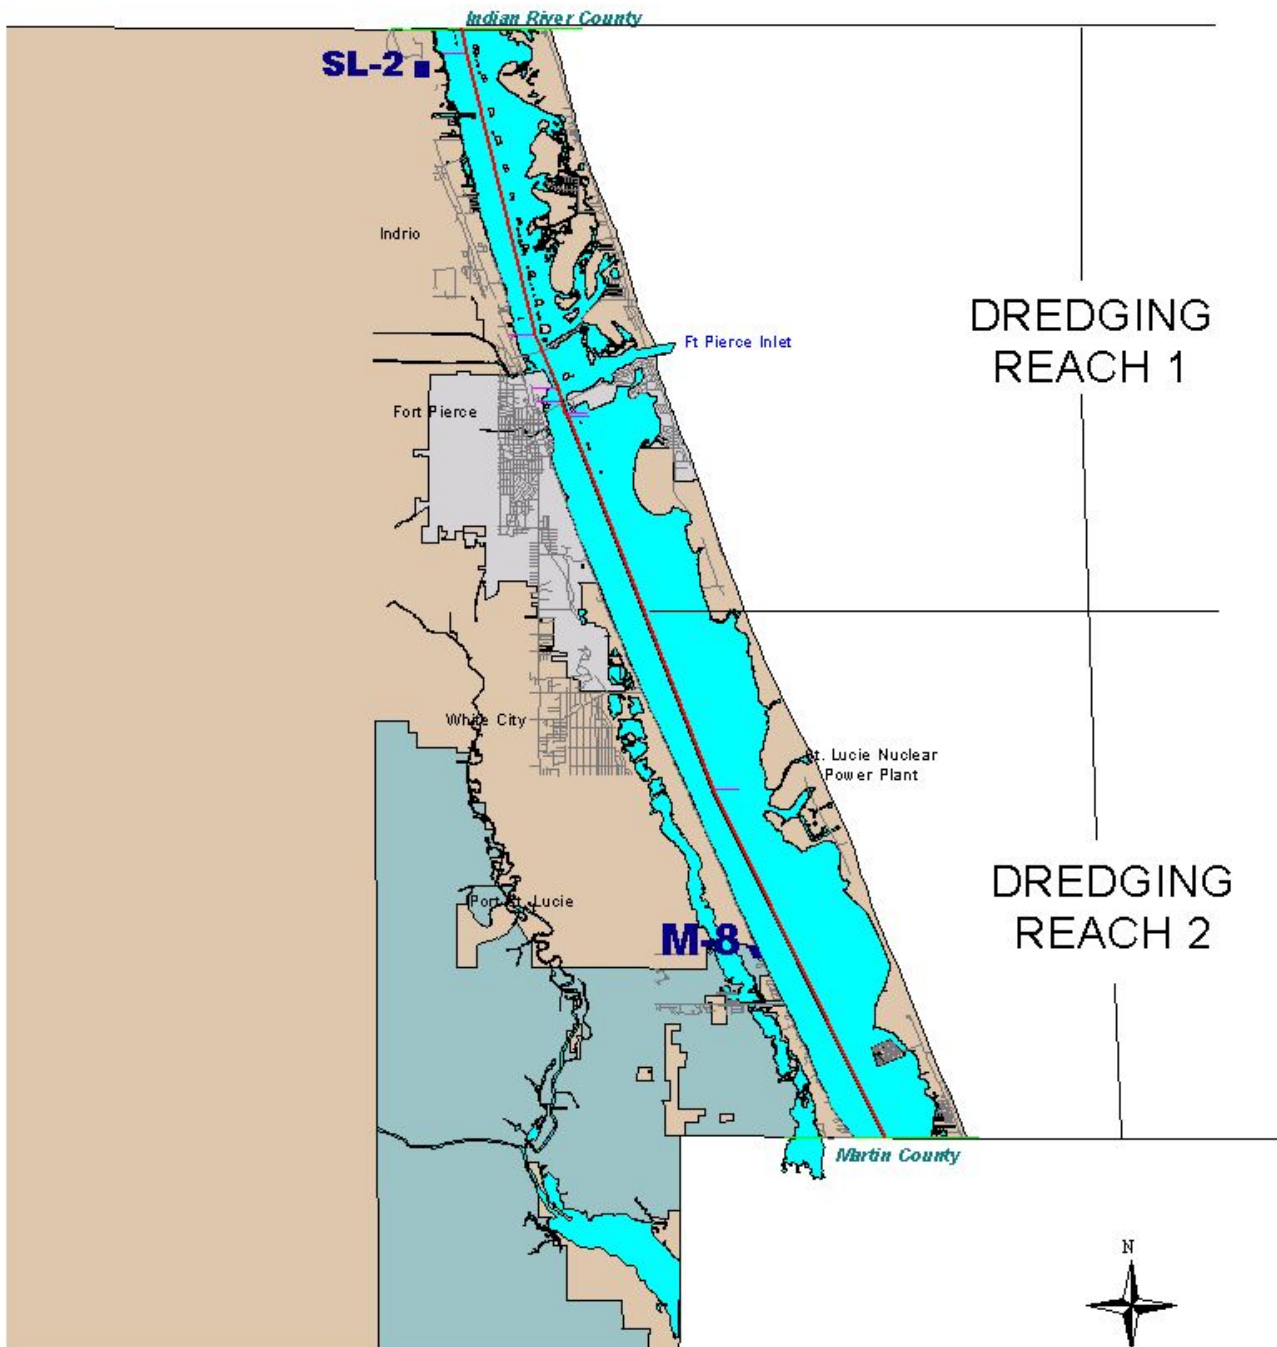 Indian River County
SL-2
Indrio
DREDGING
REACH 1
Ft Pierce Inlet
Fort Pierce
White City
St. Lucie Nuclear
Power Plant
DREDGING
REACH 2
Port St. Lucie
M-8
Martin County
N